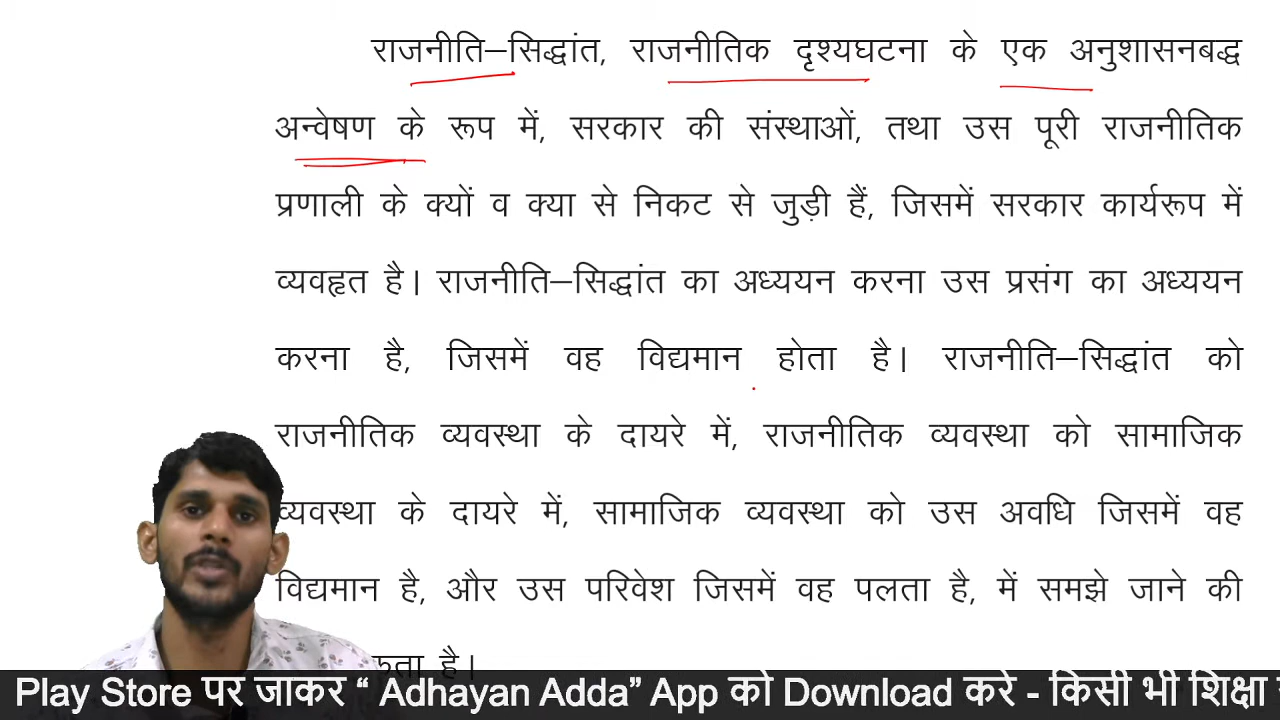 राजनीति–सिद्धांत, राजनीतिक दृश्यघटना के एक अनुशासनबद्ध
अन्वेषण के रूप में, सरकार की संस्थाओं, तथा उस पूरी राजनीतिक
प्रणाली के क्यों व क्या से निकट से जुड़ी हैं, जिसमें सरकार कार्यरूप में
व्यवहृत है। राजनीति–सिद्धांत का अध्ययन करना उस प्रसंग का अध्ययन
करना है, जिसमें वह विद्यमान होता है। राजनीति–सिद्धांत को
राजनीतिक व्यवस्था के दायरे में, राजनीतिक व्यवस्था को सामाजिक
व्यवस्था के दायरे में, सामाजिक व्यवस्था को उस अवधि जिसमें वह
विद्यमान है, और उस परिवेश जिसमें वह पलता है, में समझे जाने की
है।
Play Store पर जाकर “ Adhayan Adda” App को Download करे - किसी भी शिक्षा